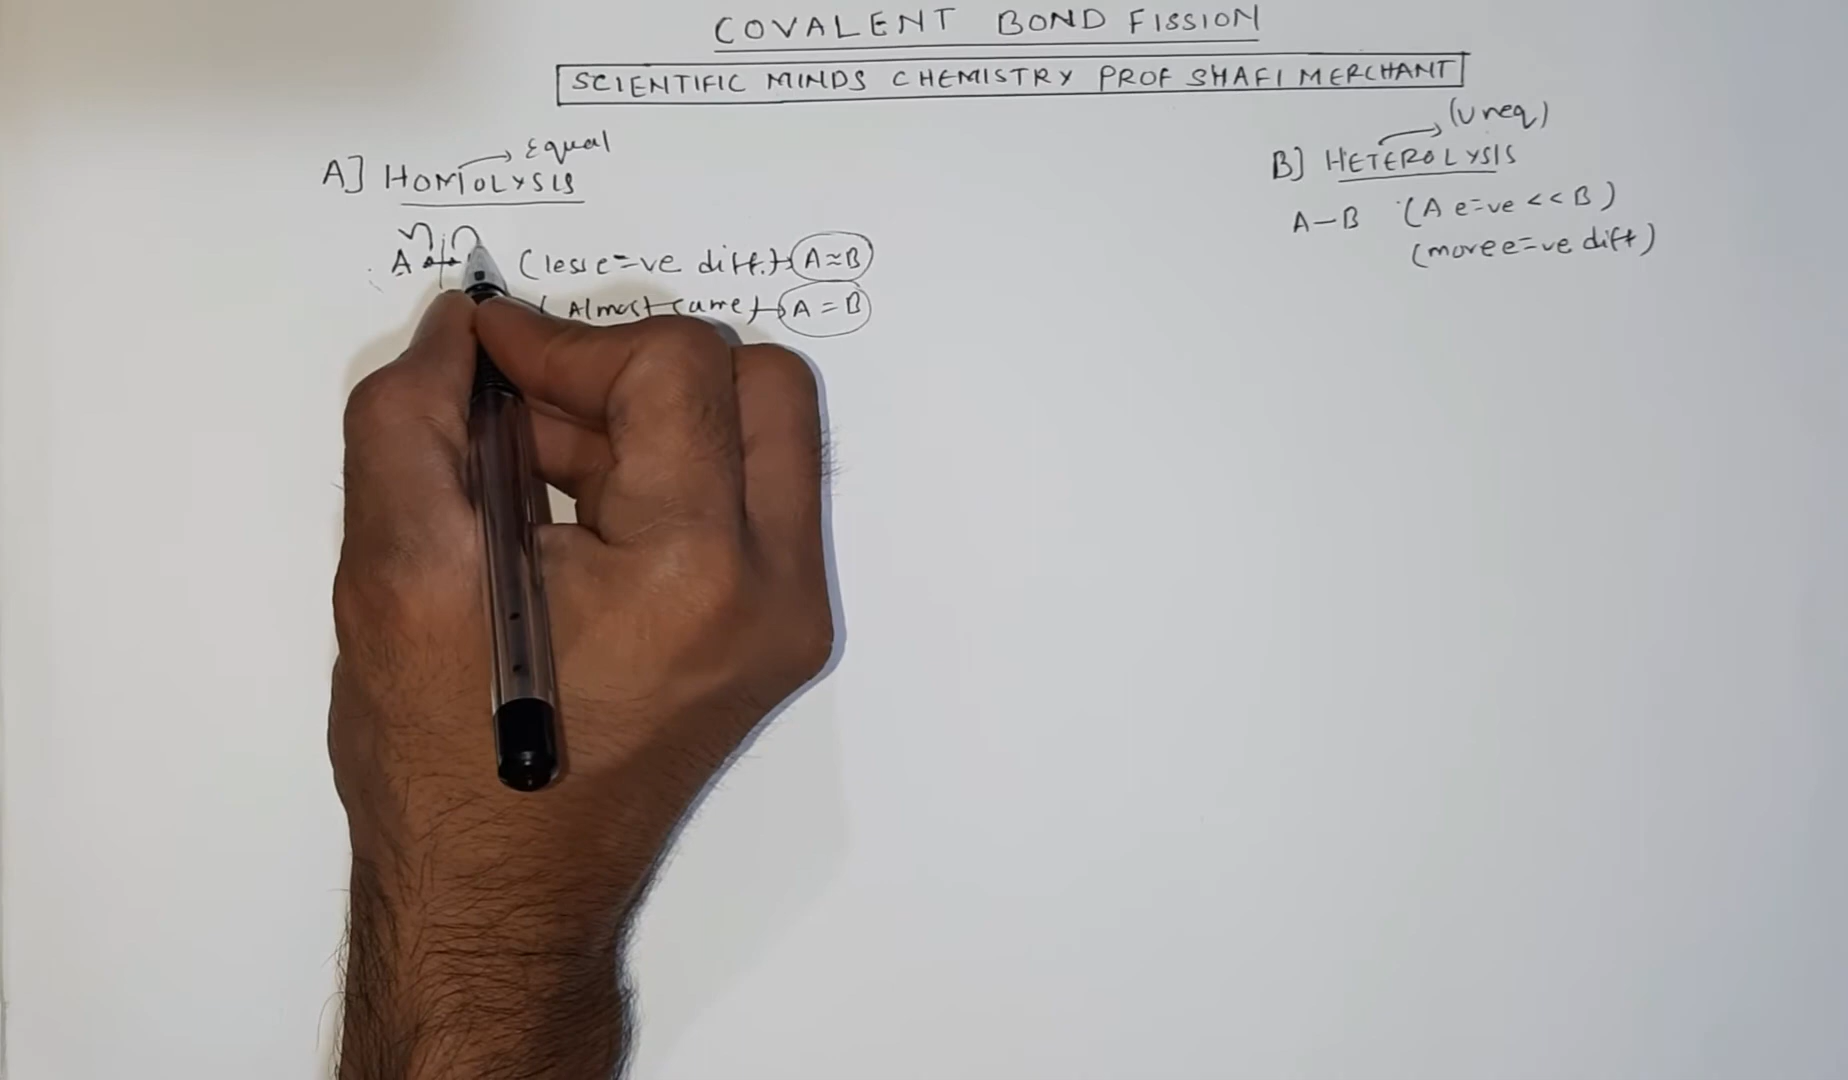 COVALENT BOND FISSION
SCIENTIFIC MINDS CHEMISTRY PROF SHAFI MERCHANT
Equal
A] HOMOLYSIS
A
(less e=ve diff.) A≈B
(Almost same) A = B
(Uneq)
B] HETEROLYSIS
A—B (A e=ve << B)
(more e=ve diff)